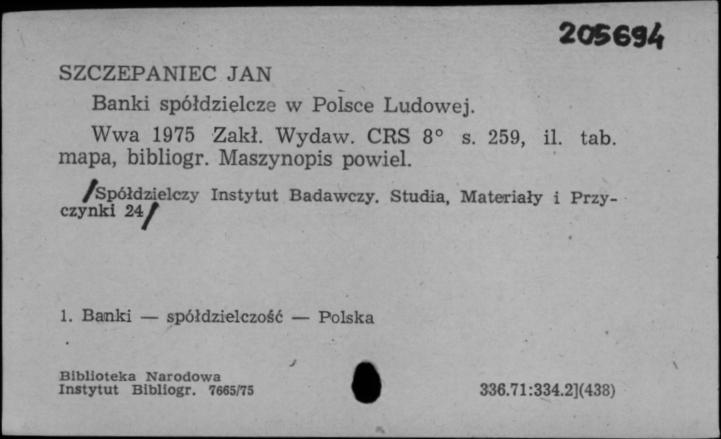 205694
SZCZEPANIEC JAN
Banki spółdzielcze w Polsce Ludowej.
Wwa 1975 Zakł. Wydaw. CRS 8° s. 259, il. tab.
mapa, bibliogr. Maszynopis powiel.
/Spółdzielczy Instytut Badawczy. Studia, Materiały i Przy-
czynki 24/
1. Banki — spółdzielczość — Polska
Biblioteka Narodowa
Instytut Bibliogr. 7665/75
336.71:334.2](438)